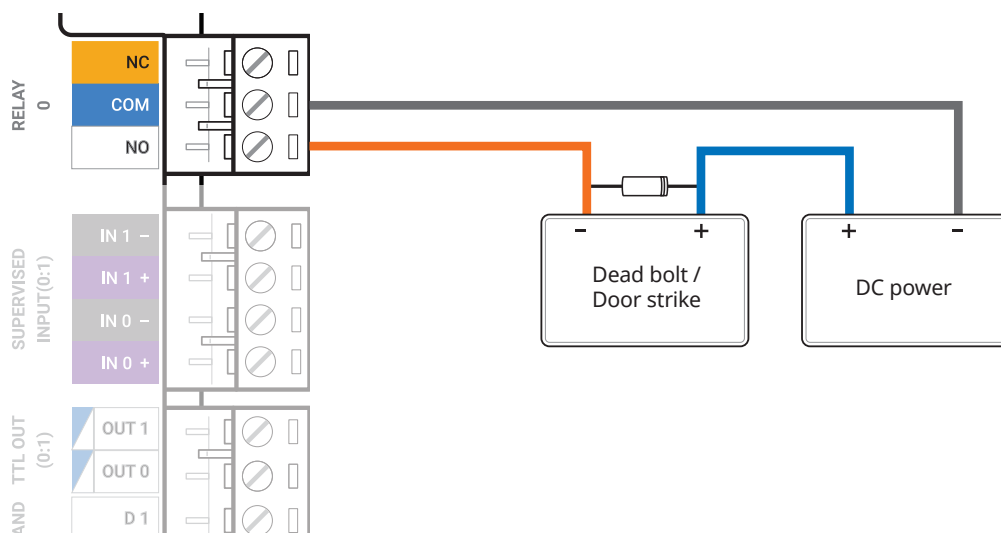 RELAY
0
NC
COM
NO
SUPERVISED
INPUT(0:1)
IN 1 −
IN 1 +
IN 0 −
IN 0 +
TTL OUT
(0:1)
OUT 1
OUT 0
AND
D 1
- +
Dead bolt /
Door strike
+ -
DC power